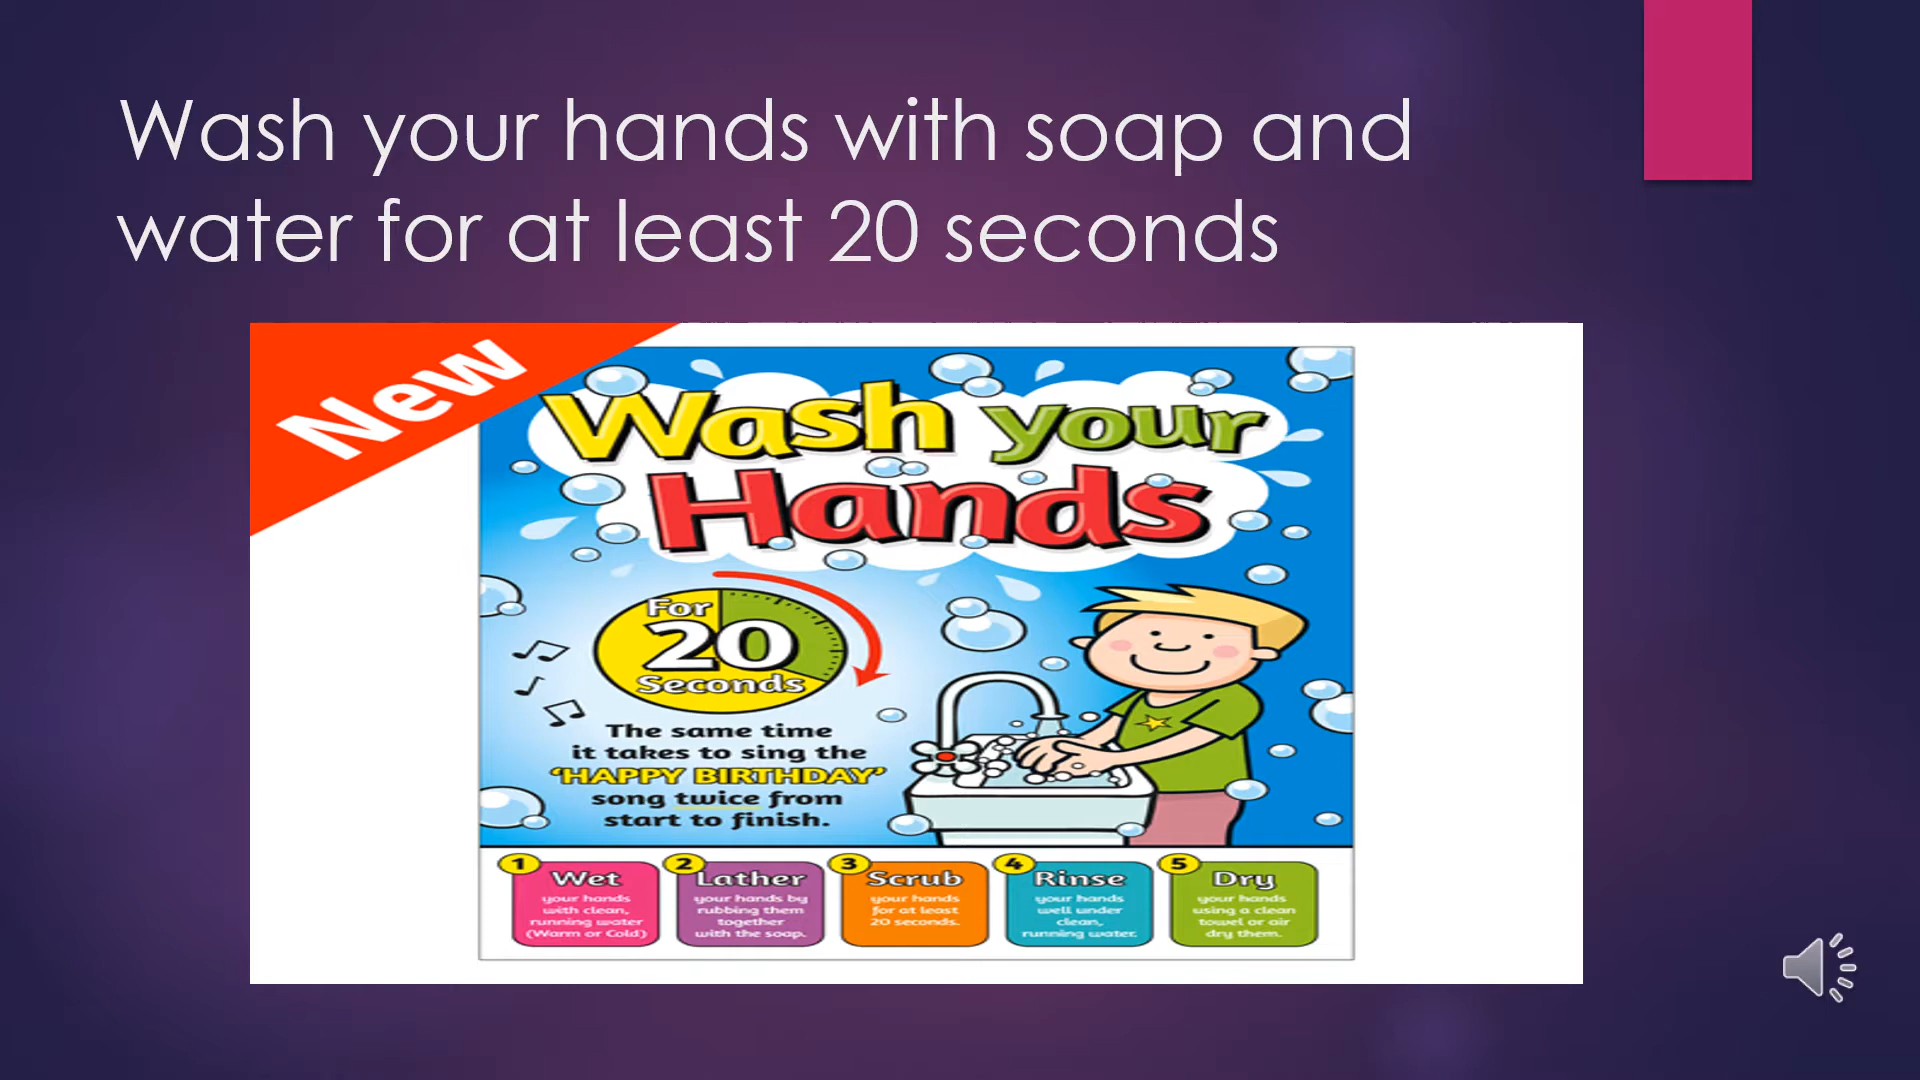 Wash your hands with soap and
water for at least 20 seconds
New
Wash your
Hands
For
20
Seconds
The same time
it takes to sing the
‘HAPPY BIRTHDAY’
song twice from
start to finish.
1
Wet
your hands
with clean,
running water
(Warm or Cold)
2
Lather
your hands by
rubbing them
together
with the soap.
3
Scrub
your hands
for at least
20 seconds.
4
Rinse
your hands
well under
clean,
running water.
5
Dry
your hands
using a clean
towel or air
dry them.